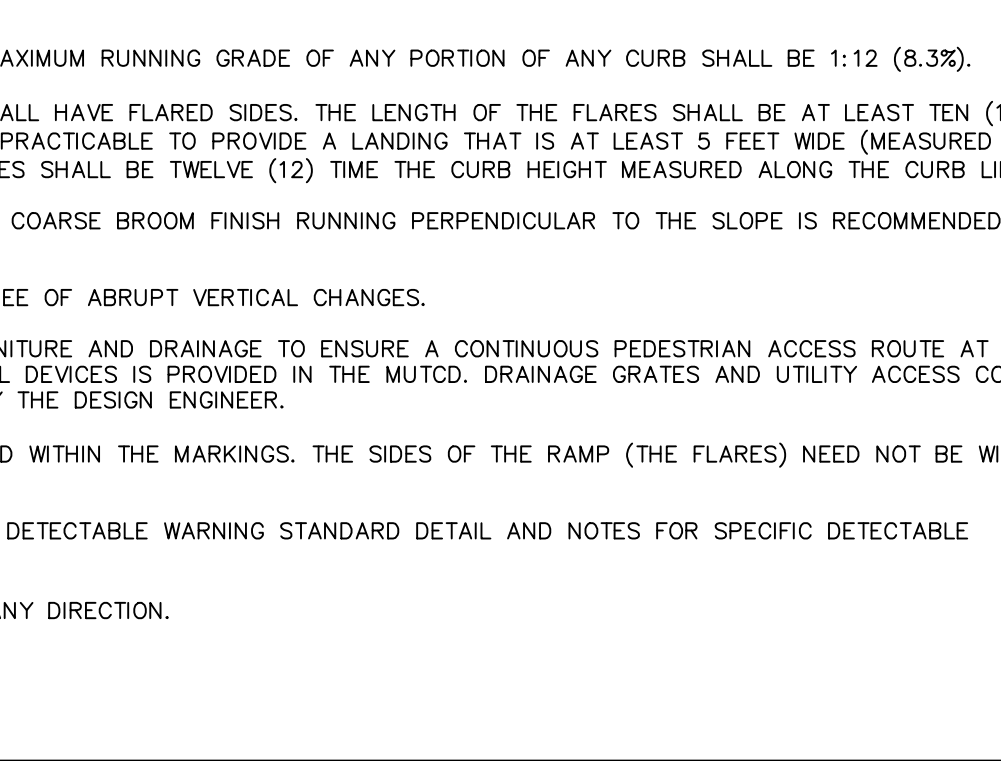 AXIMUM RUNNING GRADE OF ANY PORTION OF ANY CURB SHALL BE 1:12 (8.3%).
ALL HAVE FLARED SIDES. THE LENGTH OF THE FLARES SHALL BE AT LEAST TEN (1
PRACTICABLE TO PROVIDE A LANDING THAT IS AT LEAST 5 FEET WIDE (MEASURED
ES SHALL BE TWELVE (12) TIME THE CURB HEIGHT MEASURED ALONG THE CURB LI
COARSE BROOM FINISH RUNNING PERPENDICULAR TO THE SLOPE IS RECOMMENDED
EE OF ABRUPT VERTICAL CHANGES.
NITURE AND DRAINAGE TO ENSURE A CONTINUOUS PEDESTRIAN ACCESS ROUTE AT
L DEVICES IS PROVIDED IN THE MUTCD. DRAINAGE GRATES AND UTILITY ACCESS CO
Y THE DESIGN ENGINEER.
D WITHIN THE MARKINGS. THE SIDES OF THE RAMP (THE FLARES) NEED NOT BE WI
DETECTABLE WARNING STANDARD DETAIL AND NOTES FOR SPECIFIC DETECTABLE
ANY DIRECTION.